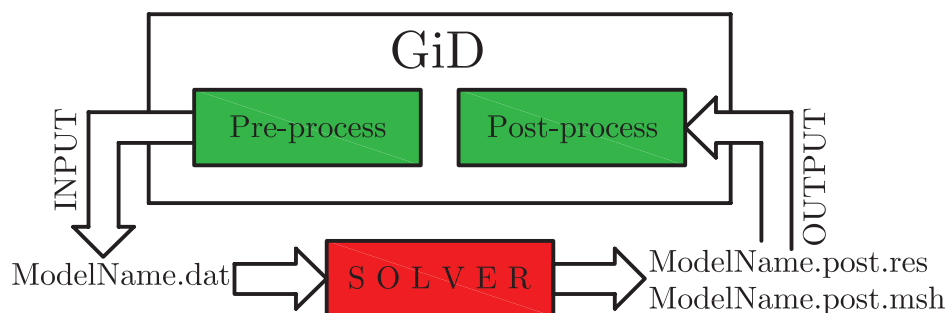 GiD
Pre-process
Post-process
INPUT
OUTPUT
ModelName.dat
S O L V E R
ModelName.post.res
ModelName.post.msh